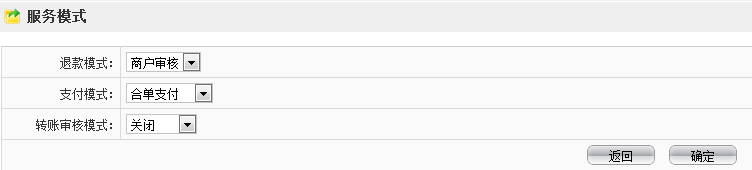 服务模式
退款模式: 商户审核
支付模式: 合单支付
转账审核模式: 关闭
返回 确定